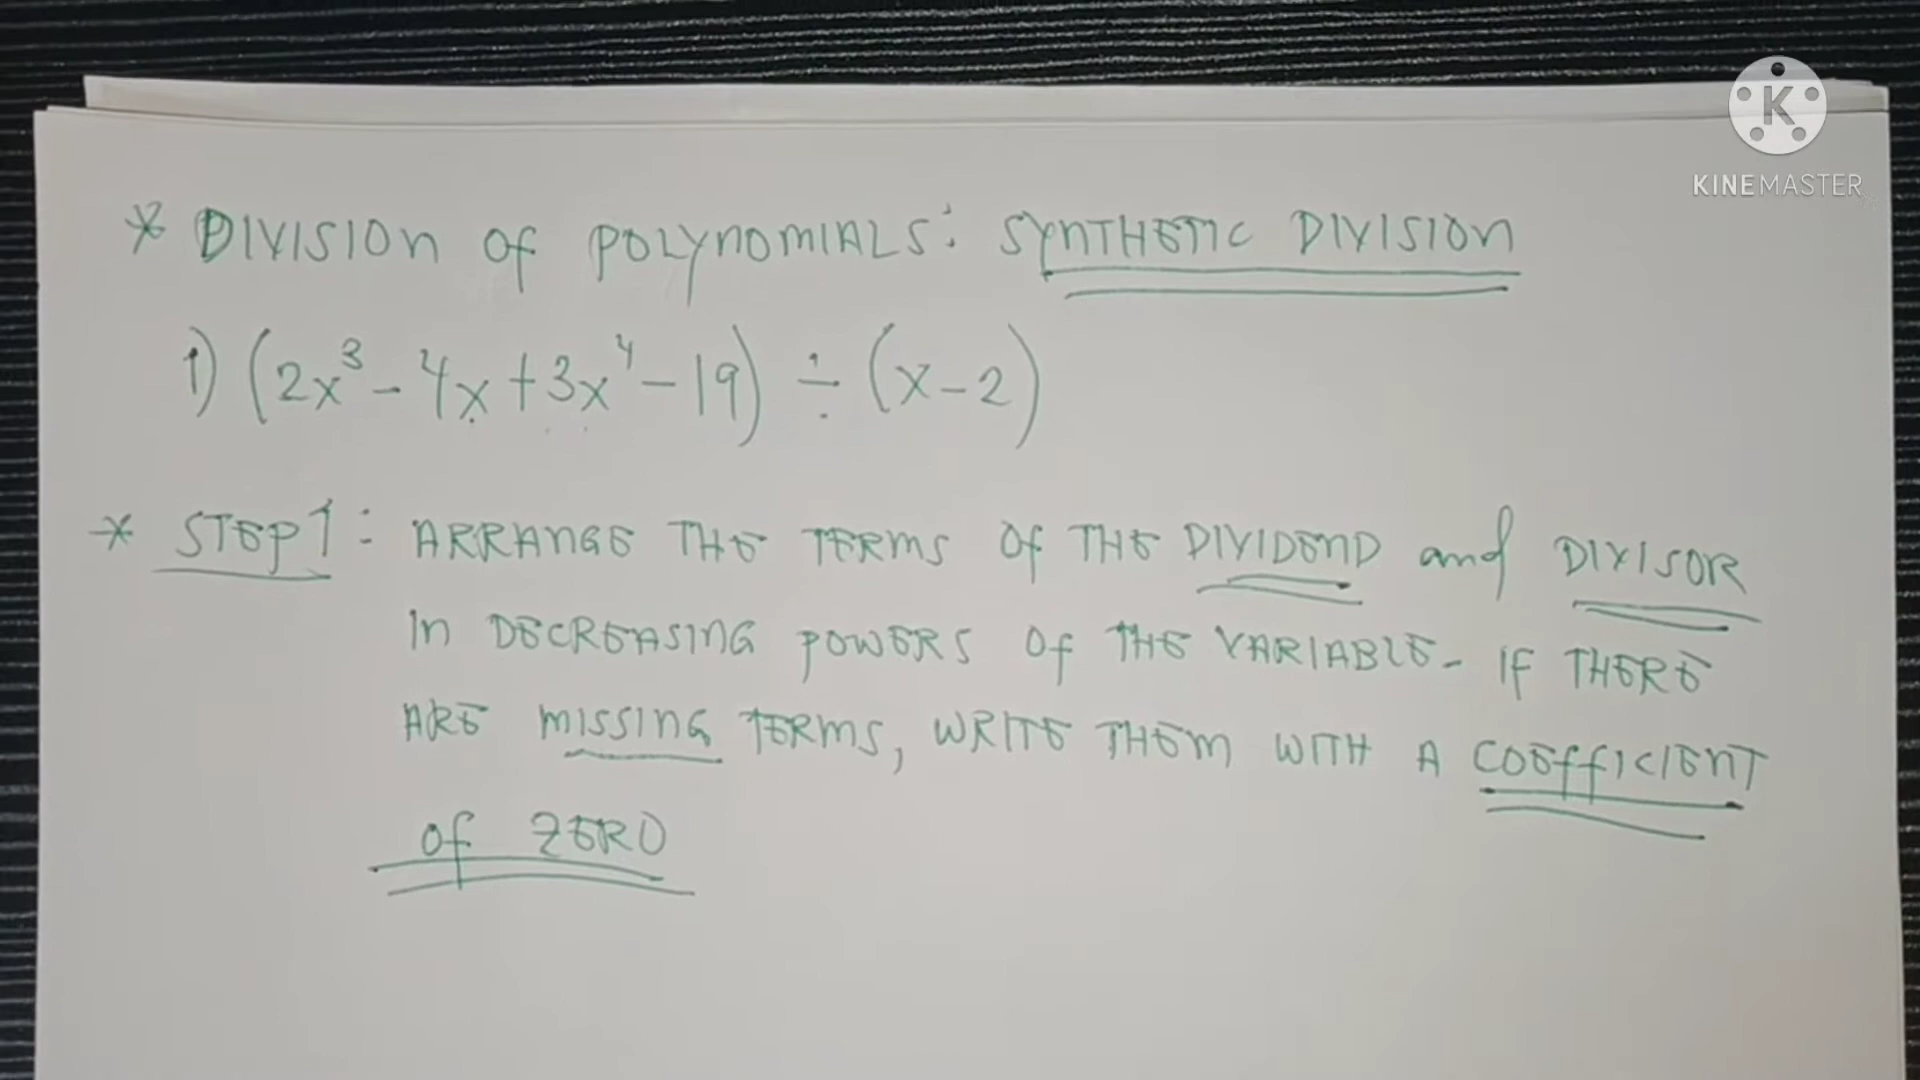 K
KINEMASTER
* DIVISION OF POLYNOMIALS: SYNTHETIC DIVISION
1) (2x³ - 4x + 3x⁴ - 19) ÷ (x - 2)
* STEP 1: ARRANGE THE TERMS OF THE DIVIDEND and DIVISOR
IN DECREASING POWERS OF THE VARIABLE. IF THERE
ARE MISSING TERMS, WRITE THEM WITH A COEFFICIENT
OF ZERO